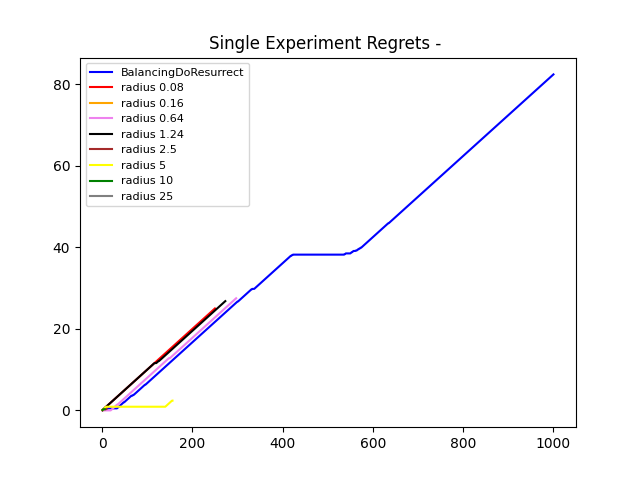 Single Experiment Regrets -
BalancingDoResurrect
radius 0.08
radius 0.16
radius 0.64
radius 1.24
radius 2.5
radius 5
radius 10
radius 25
80
60
40
20
0
0 200 400 600 800 1000